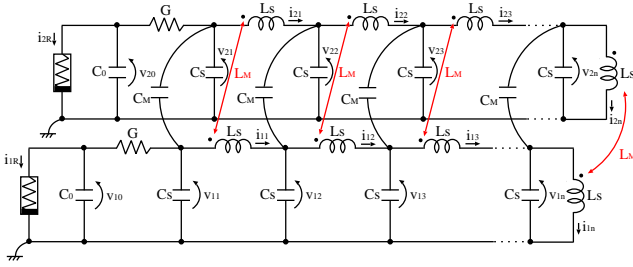 G Ls i21 Ls i22 Ls i23
i2R C0 v20 v21 Cs v22 Cs v23 Cs Cs v2n Ls
CM LM CM LM CM LM CM i2n
G Ls i11 Ls i12 Ls i13
i1R LM
C0 v10 Cs v11 Cs v12 Cs v13 Cs v1n Ls
i1n